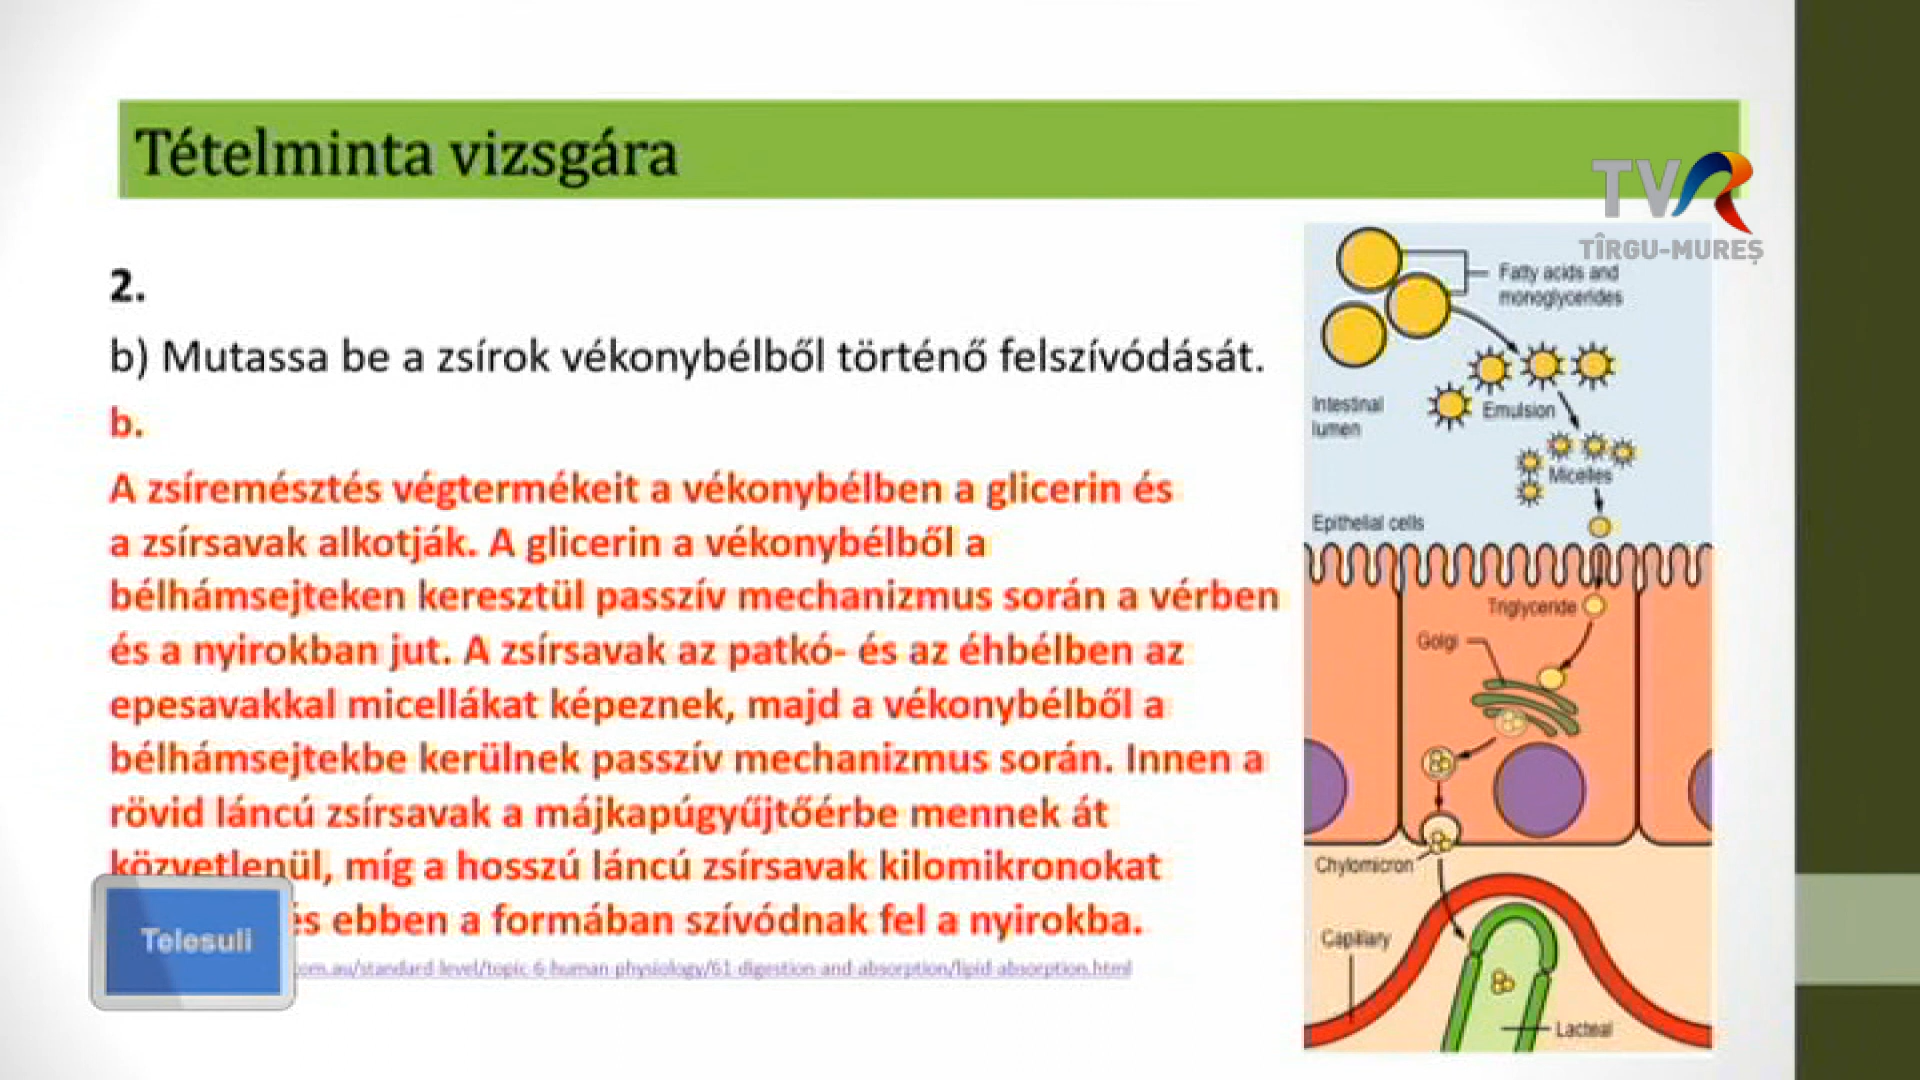 Tételminta vizsgára
TVR
TÎRGU-MUREȘ
2.
b) Mutassa be a zsírok vékonybélből történő felszívódását.
b.
A zsíremésztés végtermékeit a vékonybélben a glicerin és
a zsírsavak alkotják. A glicerin a vékonybélből a
bélhámsejteken keresztül passzív mechanizmus során a vérben
és a nyirokban jut. A zsírsavak az patkó- és az éhbélben az
epesavakkal micellákat képeznek, majd a vékonybélből a
bélhámsejtekbe kerülnek passzív mechanizmus során. Innen a
rövid láncú zsírsavak a májkapúgyűjtőérbe mennek át
közvetlenül, míg a hosszú láncú zsírsavak kilomikronokat
és ebben a formában szívódnak fel a nyirokba.
om.au/standard-level/topic-6-human-physiology/61-digestion-and-absorption/lipid-absorption.html
Telesuli
Fatty acids and
monoglycerides
Intestinal
lumen
Emulsion
Micelles
Epithelial cells
Triglyceride
Golgi
Chylomicron
Capillary
Lacteal